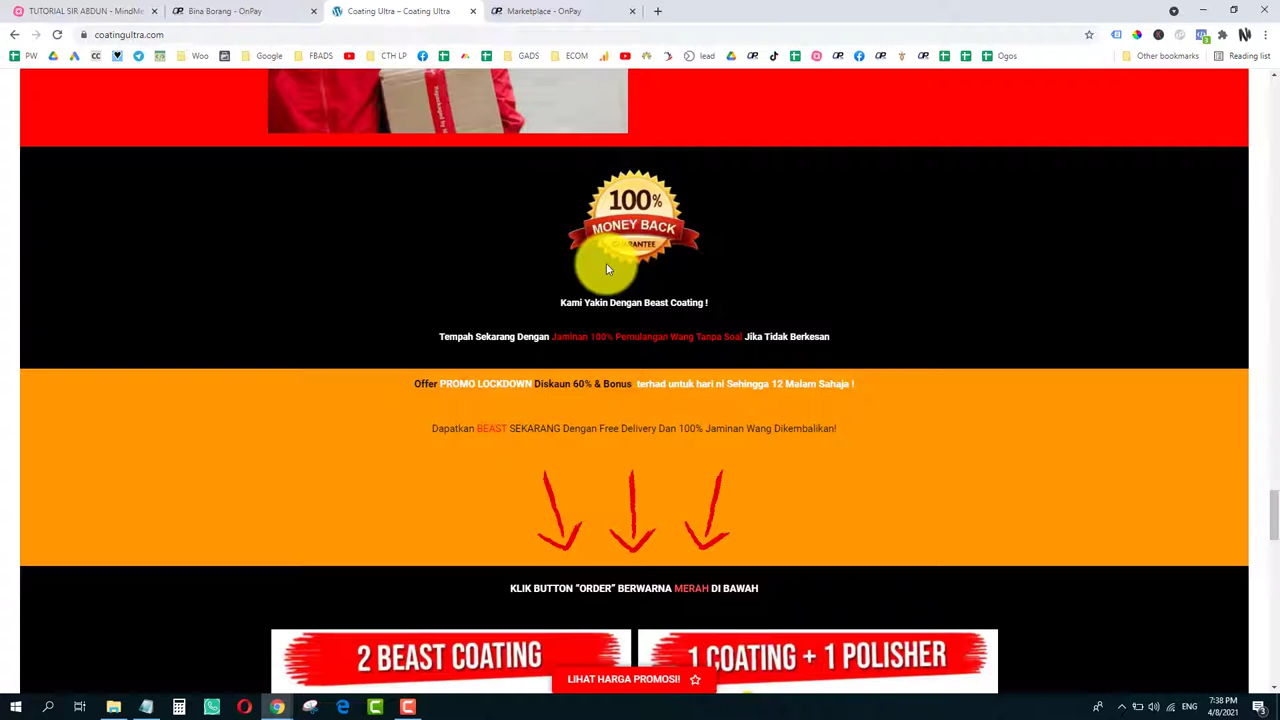 TUTORIAL SIR ABDUN - MindMe
Bina Borang - OnPay
Marketplace - OnPay
Coating Ultra – Coating Ultra
coatingultra.com
PW
Woo
Google
FBADS
CTH LP
GADS
ECOM
lead
Ogos
Other bookmarks
Reading list
100%
MONEY BACK
GUARANTEE
Kami Yakin Dengan Beast Coating !
Tempah Sekarang Dengan Jaminan 100% Pemulangan Wang Tanpa Soal Jika Tidak Berkesan
Offer PROMO LOCKDOWN Diskaun 60% & Bonus terhad untuk hari ni Sehingga 12 Malam Sahaja !
Dapatkan BEAST SEKARANG Dengan Free Delivery Dan 100% Jaminan Wang Dikembalikan!
KLIK BUTTON “ORDER” BERWARNA MERAH DI BAWAH
2 BEAST COATING
1 COATING + 1 POLISHER
LIHAT HARGA PROMOSI!
ENG
7:38 PM
4/8/2021